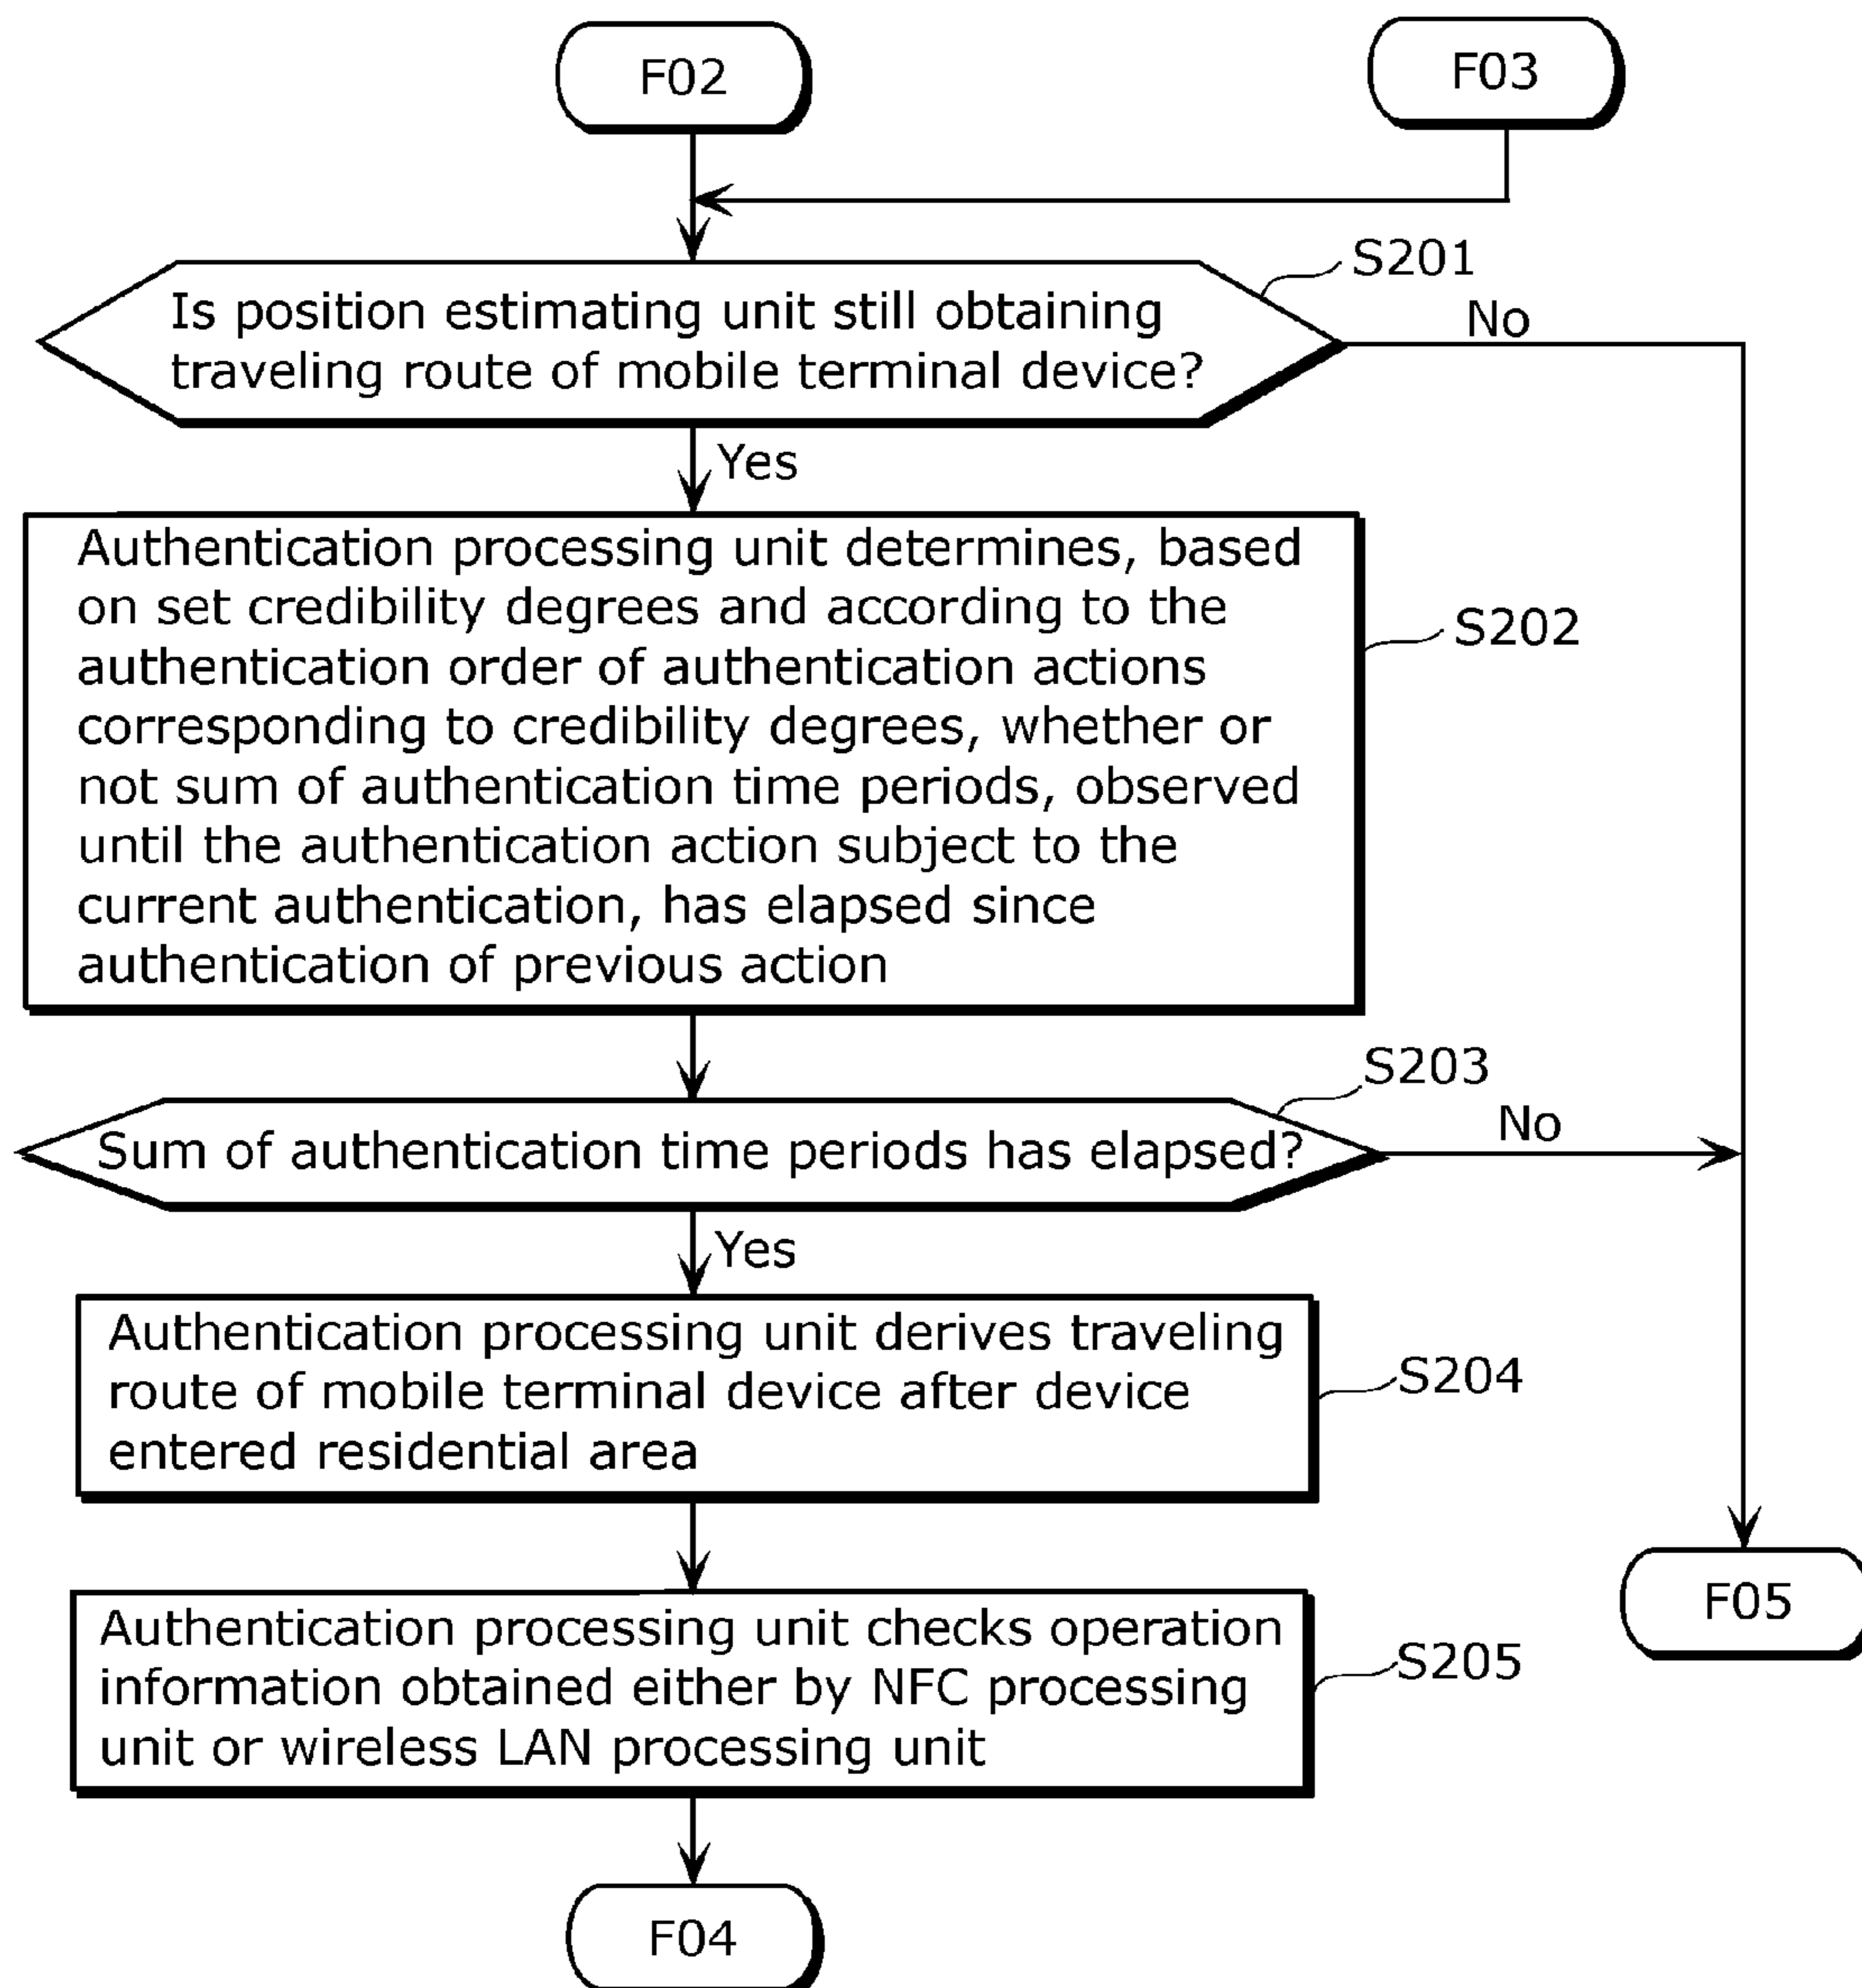 F02
F03
S201
Is position estimating unit still obtaining
traveling route of mobile terminal device?
No
Yes
Authentication processing unit determines, based
on set credibility degrees and according to the
authentication order of authentication actions
corresponding to credibility degrees, whether or
not sum of authentication time periods, observed
until the authentication action subject to the
current authentication, has elapsed since
authentication of previous action
S202
S203
Sum of authentication time periods has elapsed?
No
Yes
Authentication processing unit derives traveling
route of mobile terminal device after device
entered residential area
S204
Authentication processing unit checks operation
information obtained either by NFC processing
unit or wireless LAN processing unit
S205
F05
F04